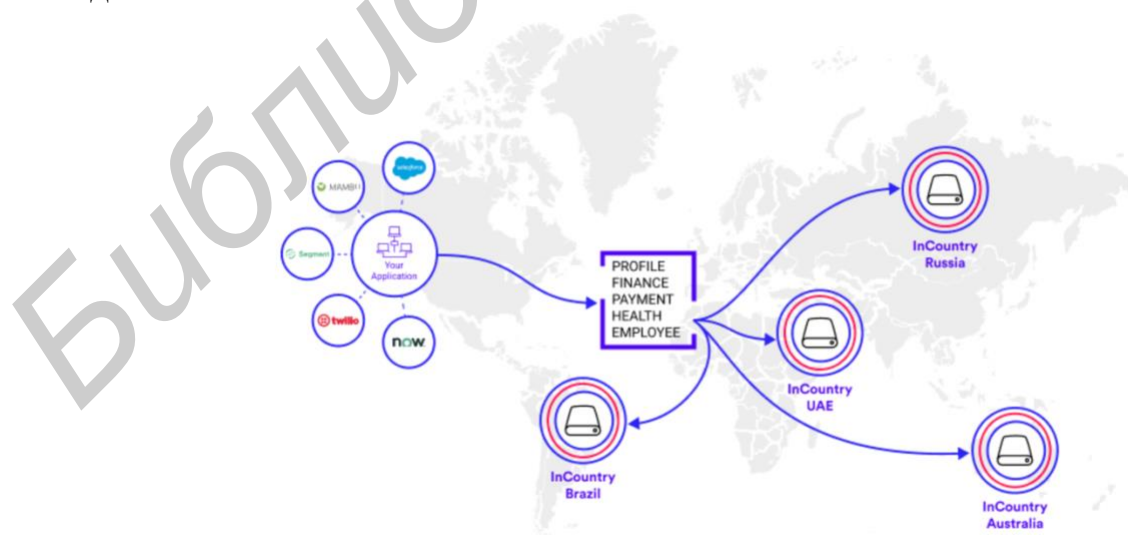 Библио
salesforce
MAMBU
Segment
Your
Application
twilio
now
PROFILE
FINANCE
PAYMENT
HEALTH
EMPLOYEE
InCountry
Russia
InCountry
UAE
InCountry
Brazil
InCountry
Australia